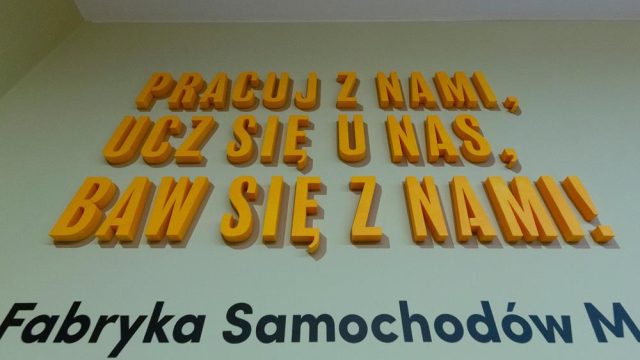 PRACUJ Z NAMI,
UCZ SIĘ U NAS,
BAW SIĘ Z NAMI!
Fabryka Samochodów M